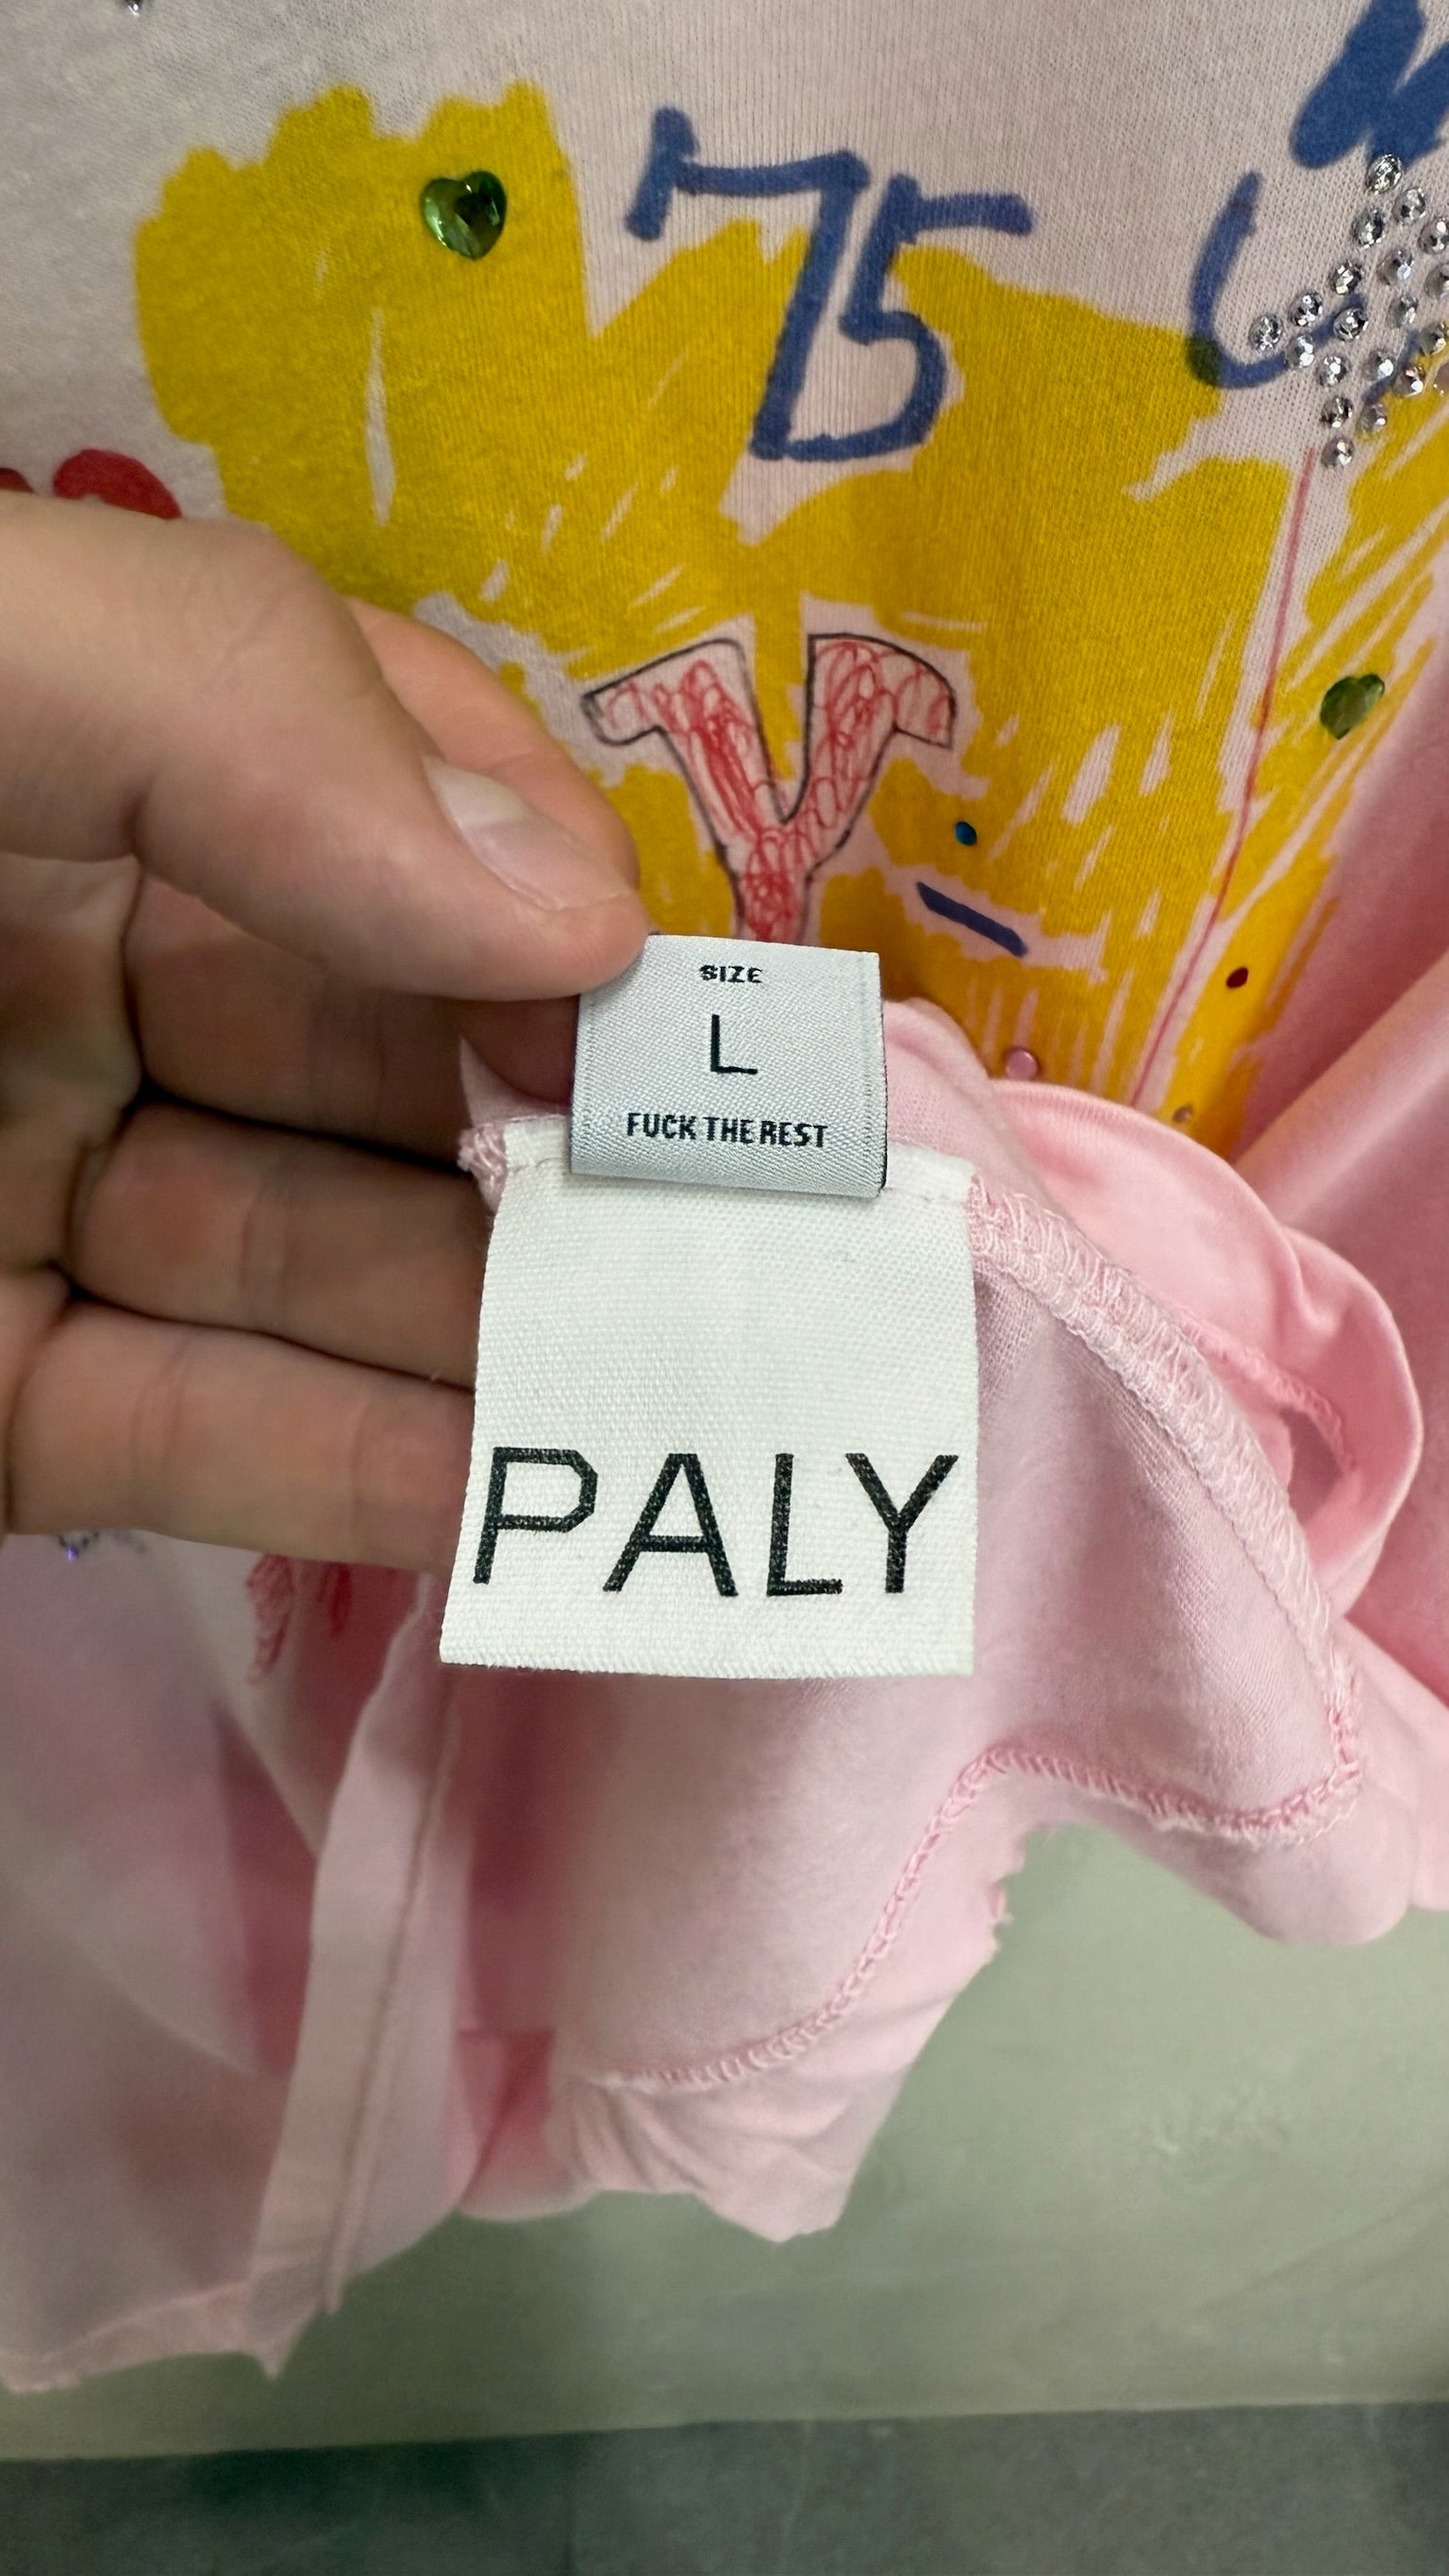 75
Y
SIZE
L
FUCK THE REST
PALY